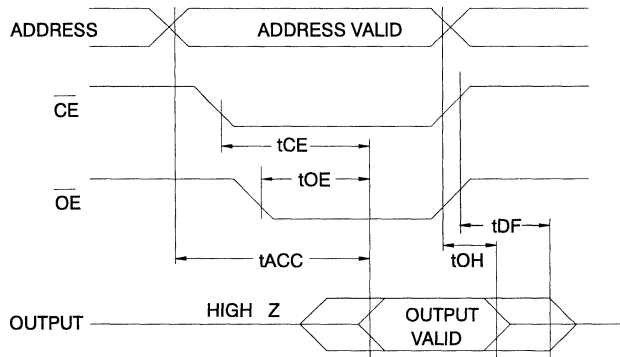 ADDRESS
ADDRESS VALID
CE
tCE
tOE
OE
tDF
tACC
tOH
HIGH Z
OUTPUT
OUTPUT
VALID